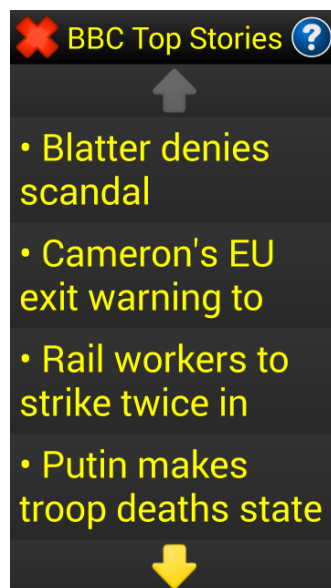 BBC Top Stories ?
• Blatter denies
scandal
• Cameron's EU
exit warning to
• Rail workers to
strike twice in
• Putin makes
troop deaths state